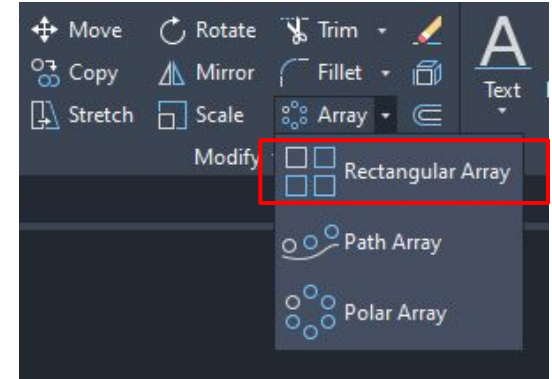 Move Rotate Trim
Copy Mirror Fillet
Stretch Scale Array
Text
Modify
Rectangular Array
Path Array
Polar Array